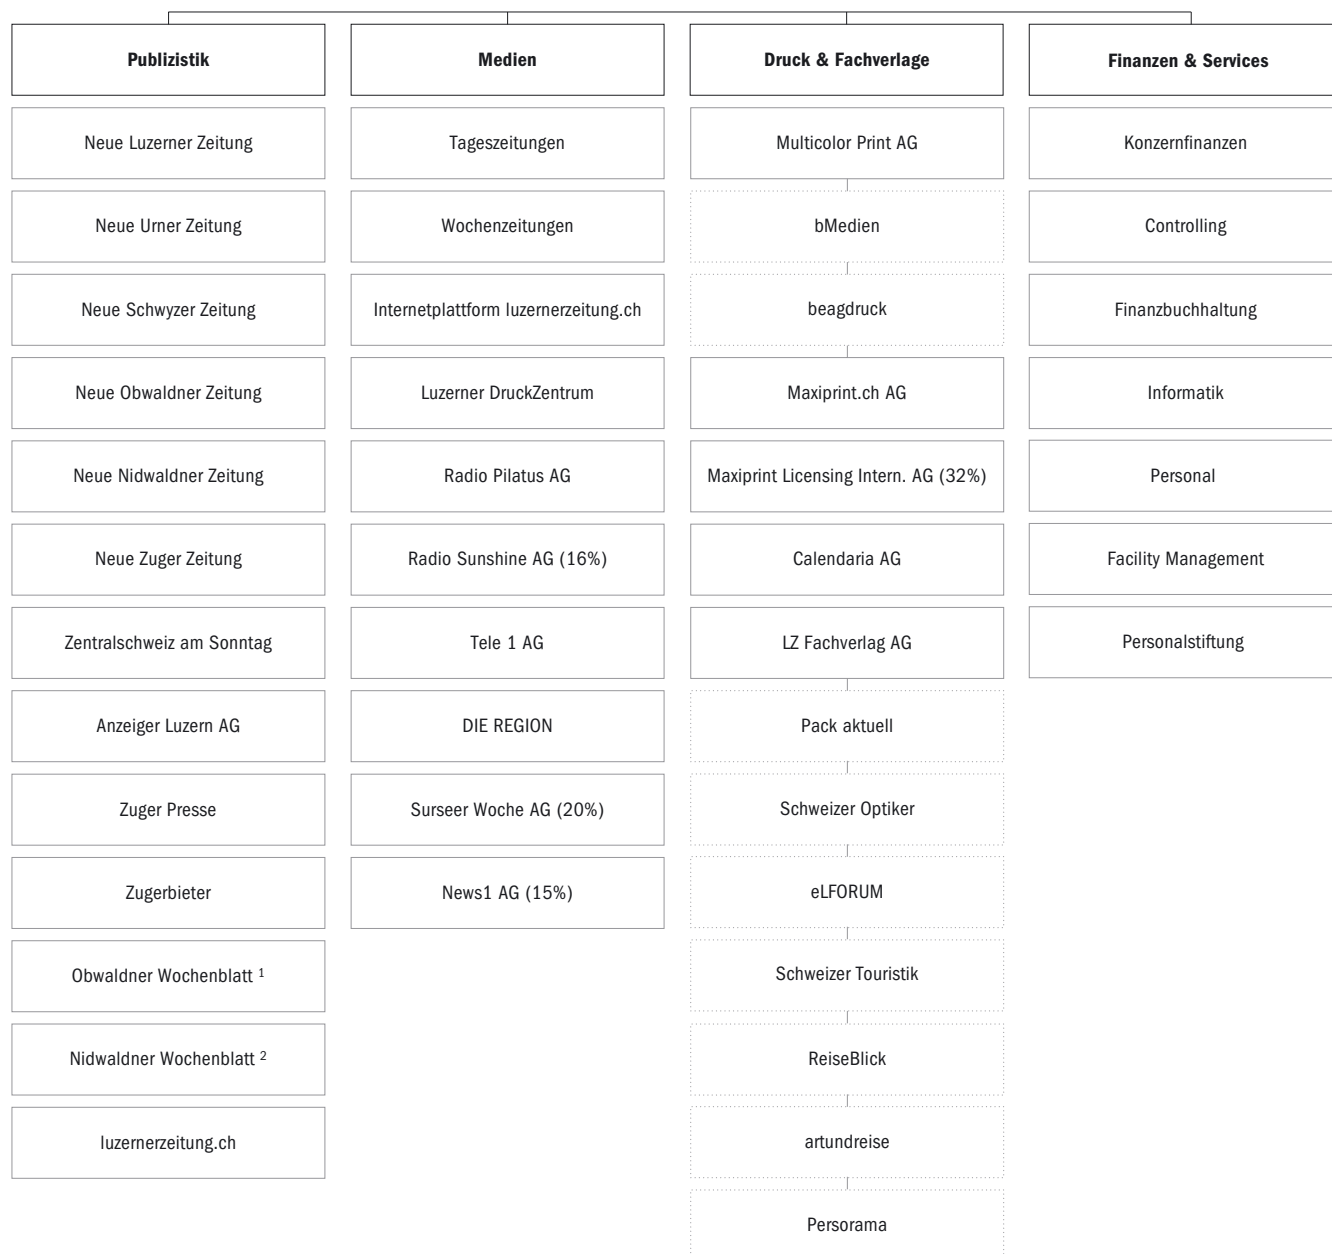 Publizistik
Neue Luzerner Zeitung
Neue Urner Zeitung
Neue Schwyzer Zeitung
Neue Obwaldner Zeitung
Neue Nidwaldner Zeitung
Neue Zuger Zeitung
Zentralschweiz am Sonntag
Anzeiger Luzern AG
Zuger Presse
Zugerbieter
Obwaldner Wochenblatt ¹
Nidwaldner Wochenblatt ²
luzernerzeitung.ch
Medien
Tageszeitungen
Wochenzeitungen
Internetplattform luzernerzeitung.ch
Luzerner DruckZentrum
Radio Pilatus AG
Radio Sunshine AG (16%)
Tele 1 AG
DIE REGION
Surseer Woche AG (20%)
News1 AG (15%)
Druck & Fachverlage
Multicolor Print AG
bMedien
beagdruck
Maxiprint.ch AG
Maxiprint Licensing Intern. AG (32%)
Calendaria AG
LZ Fachverlag AG
Pack aktuell
Schweizer Optiker
eLFORUM
Schweizer Touristik
ReiseBlick
artundreise
Persorama
Finanzen & Services
Konzernfinanzen
Controlling
Finanzbuchhaltung
Informatik
Personal
Facility Management
Personalstiftung